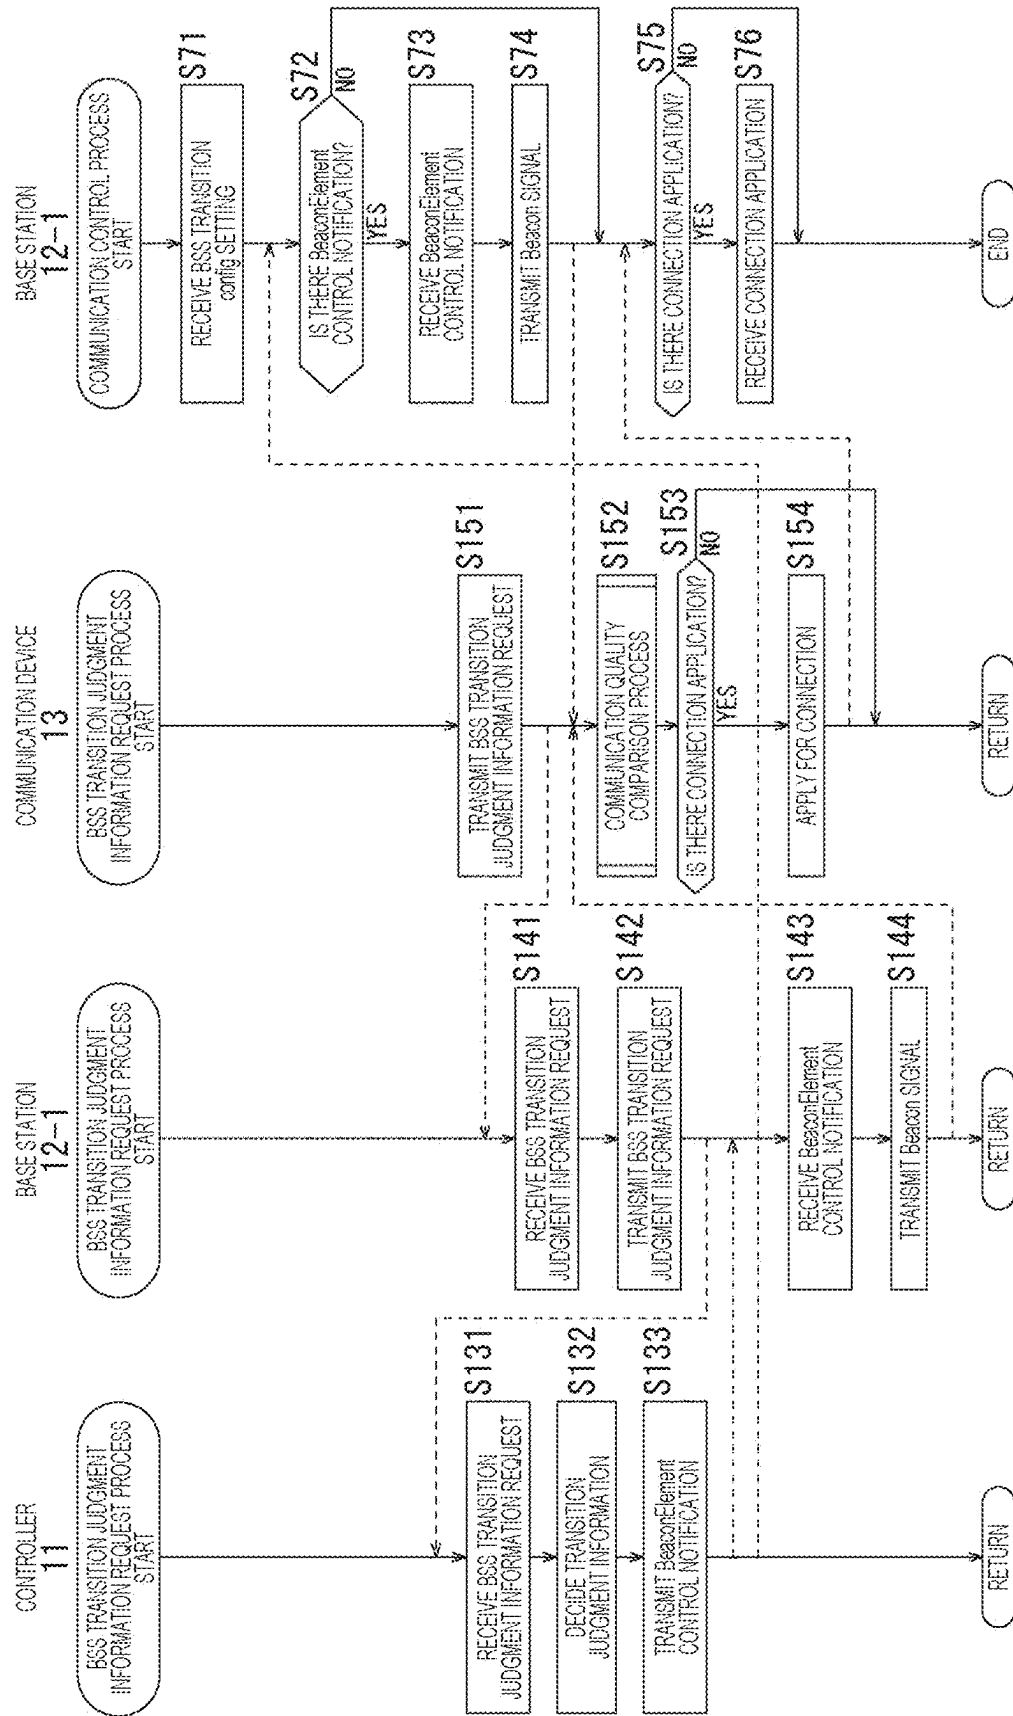 CONTROLLER
11
BSS TRANSITION JUDGMENT
INFORMATION REQUEST PROCESS
START
RECEIVE BSS TRANSITION
JUDGMENT INFORMATION REQUEST
S131
DECIDE TRANSITION
JUDGMENT INFORMATION
S132
TRANSMIT BeaconElement
CONTROL NOTIFICATION
S133
RETURN
BASE STATION
12-1
BSS TRANSITION JUDGMENT
INFORMATION REQUEST PROCESS
START
RECEIVE BSS TRANSITION
JUDGMENT INFORMATION REQUEST
S141
TRANSMIT BSS TRANSITION
JUDGMENT INFORMATION REQUEST
S142
RECEIVE BeaconElement
CONTROL NOTIFICATION
S143
TRANSMIT Beacon SIGNAL
S144
RETURN
COMMUNICATION DEVICE
13
BSS TRANSITION JUDGMENT
INFORMATION REQUEST PROCESS
START
TRANSMIT BSS TRANSITION
JUDGMENT INFORMATION REQUEST
S151
COMMUNICATION QUALITY
COMPARISON PROCESS
S152
IS THERE CONNECTION APPLICATION?
S153
NO
YES
APPLY FOR CONNECTION
S154
RETURN
BASE STATION
12-1
COMMUNICATION CONTROL PROCESS
START
RECEIVE BSS TRANSITION
config SETTING
S71
IS THERE BeaconElement
CONTROL NOTIFICATION?
S72
NO
YES
RECEIVE BeaconElement
CONTROL NOTIFICATION
S73
TRANSMIT Beacon SIGNAL
S74
IS THERE CONNECTION APPLICATION?
S75
NO
YES
RECEIVE CONNECTION APPLICATION
S76
END